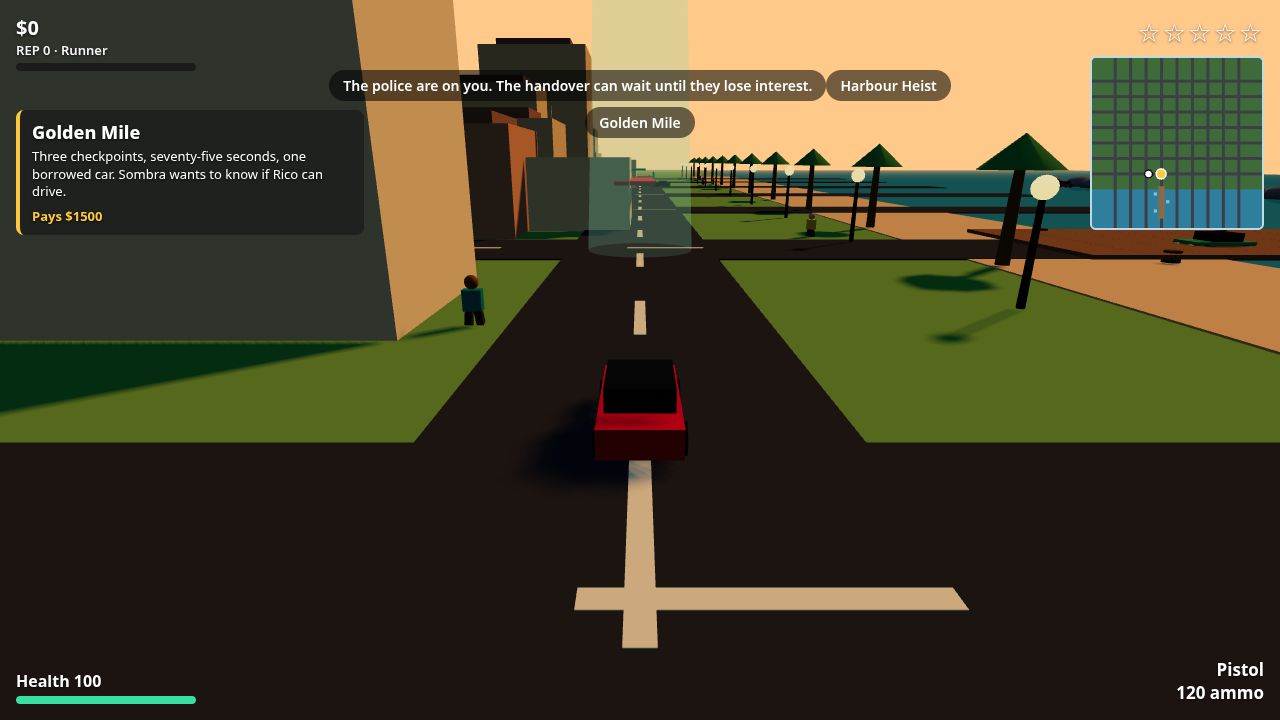 $0
REP 0 · Runner
The police are on you. The handover can wait until they lose interest.
Harbour Heist
Golden Mile
Golden Mile
Three checkpoints, seventy-five seconds, one
borrowed car. Sombra wants to know if Rico can
drive.
Pays $1500
Health 100
Pistol
120 ammo